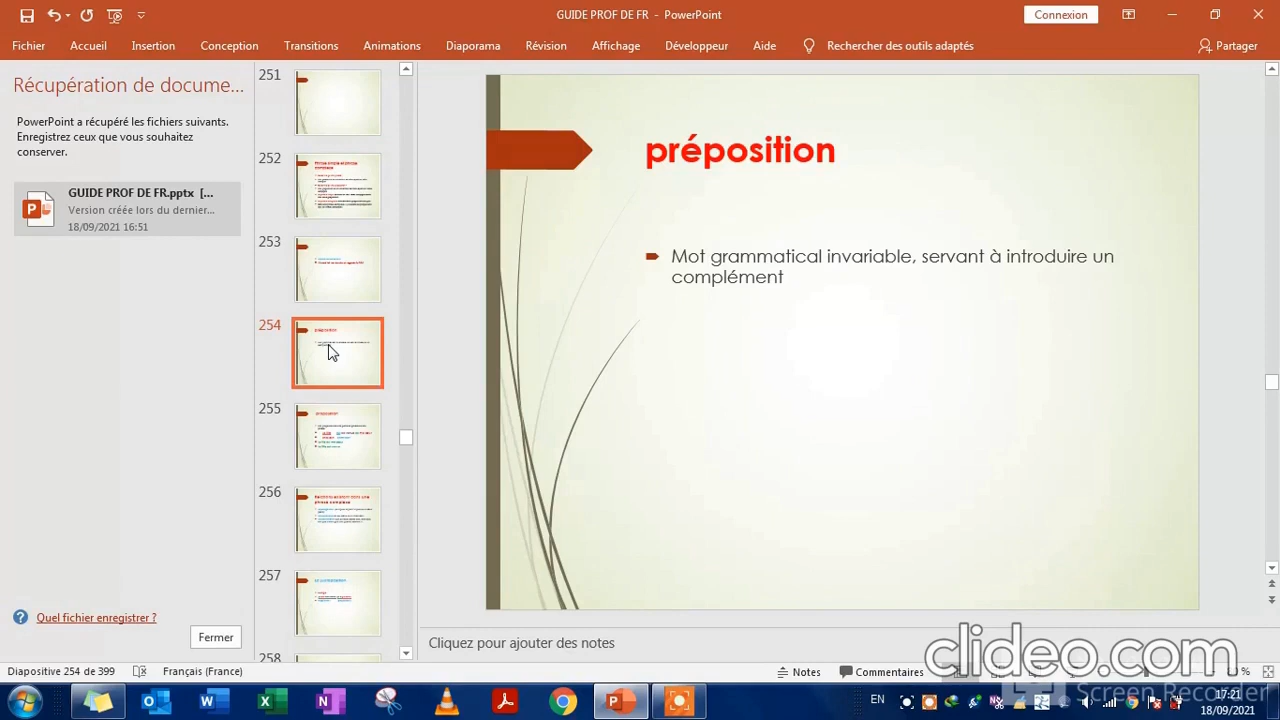 GUIDE PROF DE FR - PowerPoint
Connexion
Fichier Accueil Insertion Conception Transitions Animations Diaporama Révision Affichage Développeur Aide Rechercher des outils adaptés Partager
Récupération de docume...
PowerPoint a récupéré les fichiers suivants.
Enregistrez ceux que vous souhaitez
conserver.
GUIDE PROF DE FR.pptx [...
Version créée lors du dernier...
18/09/2021 16:51
Quel fichier enregistrer ?
Fermer
251
252
253
254
préposition
255
256
257
258
préposition
Mot grammatical invariable, servant à introduire un
complément
Cliquez pour ajouter des notes
Diapositive 254 de 399 Français (France) Notes Commentaires
clideo.com
Screen Recorder
EN 17:21
18/09/2021